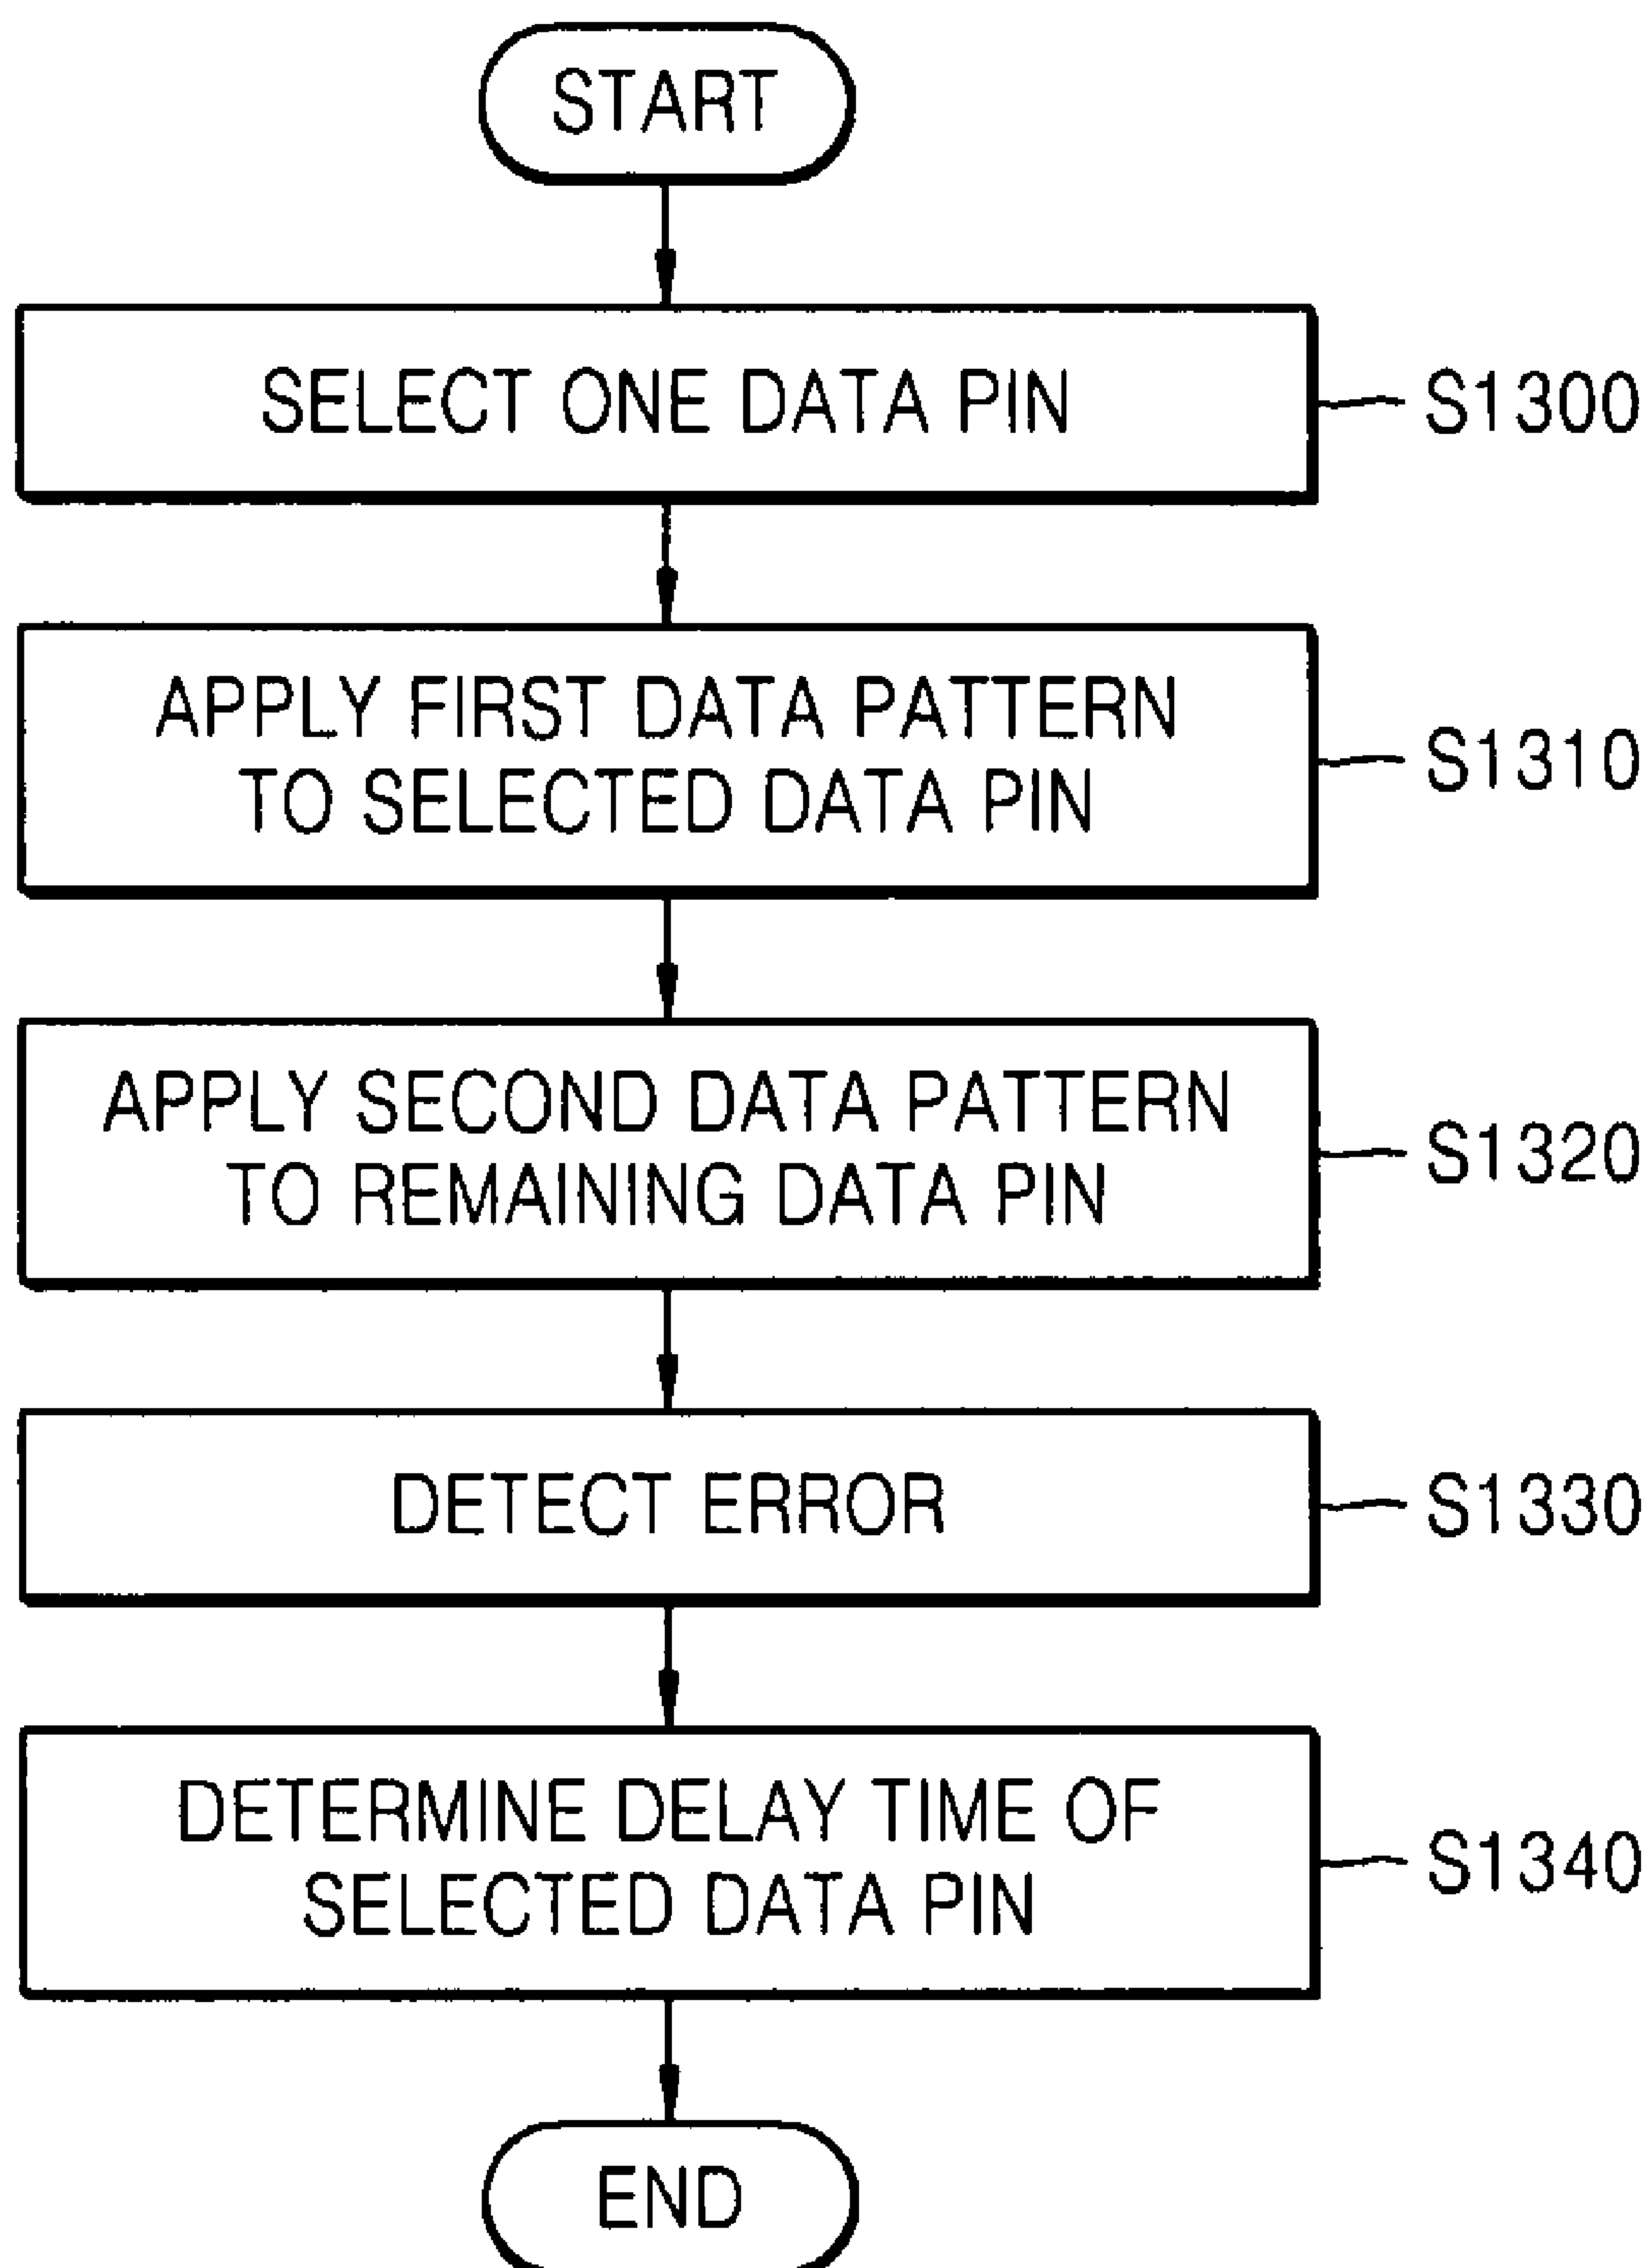 START
SELECT ONE DATA PIN
S1300
APPLY FIRST DATA PATTERN
TO SELECTED DATA PIN
S1310
APPLY SECOND DATA PATTERN
TO REMAINING DATA PIN
S1320
DETECT ERROR
S1330
DETERMINE DELAY TIME OF
SELECTED DATA PIN
S1340
END